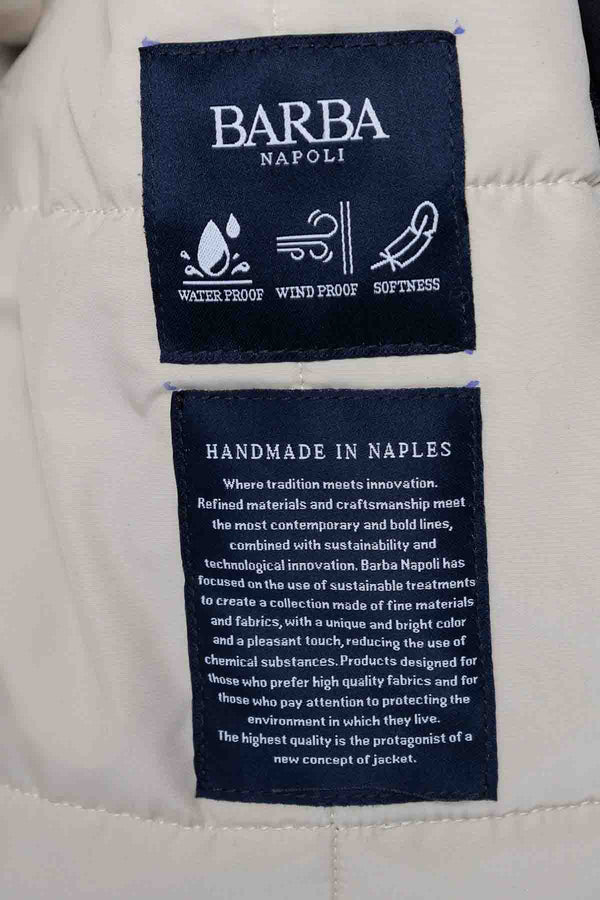 BARBA
NAPOLI
WATER PROOF WIND PROOF SOFTNESS
HANDMADE IN NAPLES
Where tradition meets innovation.
Refined materials and craftsmanship meet
the most contemporary and bold lines,
combined with sustainability and
technological innovation. Barba Napoli has
focused on the use of sustainable treatments
to create a collection made of fine materials
and fabrics, with a unique and bright color
and a pleasant touch, reducing the use of
chemical substances. Products designed for
those who prefer high quality fabrics and for
those who pay attention to protecting the
environment in which they live.
The highest quality is the protagonist of a
new concept of jacket.